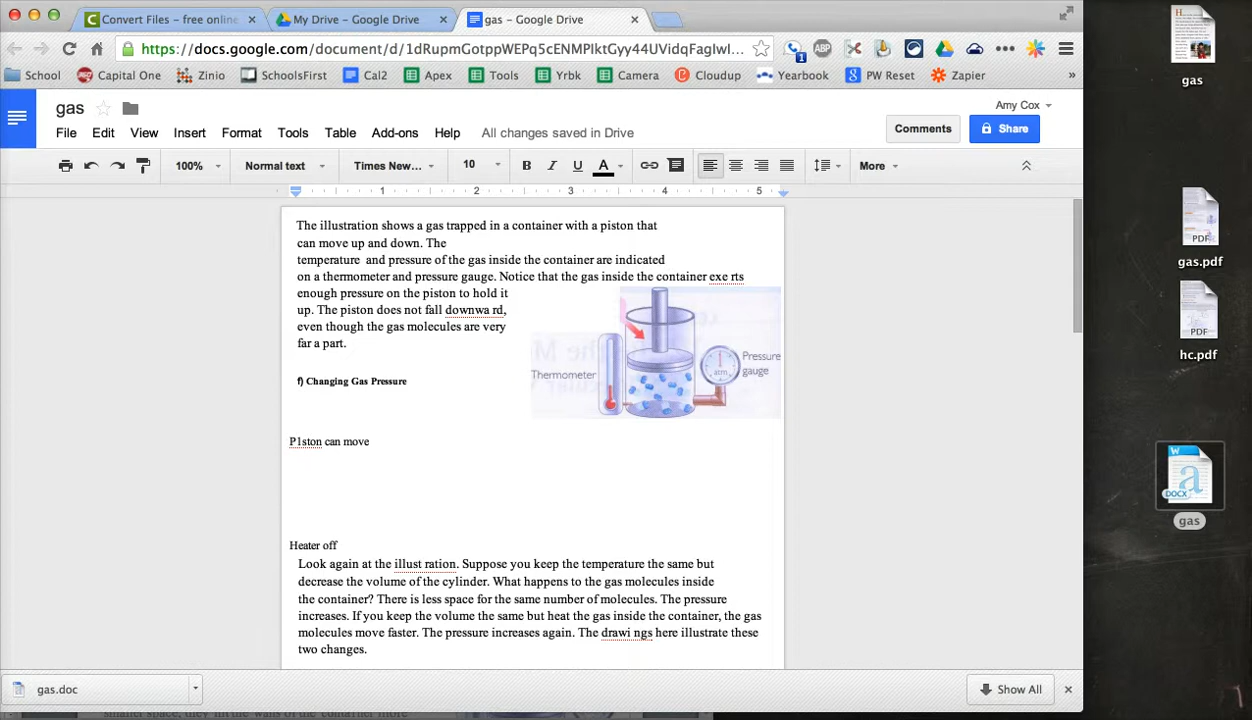 Convert Files – free online
My Drive – Google Drive
gas – Google Drive
https://docs.google.com/document/d/
School
Capital One
Zinio
SchoolsFirst
Cal2
Apex
Tools
Yrbk
Camera
Cloudup
Yearbook
PW Reset
Zapier
»
gas
Amy Cox
File Edit View Insert Format Tools Table Add-ons Help All changes saved in Drive
Comments
Share
100% Normal text Times New... 10 B I U A More
1 2 3 4 5
The illustration shows a gas trapped in a container with a piston that
can move up and down. The
temperature and pressure of the gas inside the container are indicated
on a thermometer and pressure gauge. Notice that the gas inside the container exe rts
enough pressure on the piston to hold it
up. The piston does not fall downwa rd,
even though the gas molecules are very
far a part.
Thermometer
atm
Pressure
gauge
f) Changing Gas Pressure
P1ston can move
Heater off
Look again at the illust ration. Suppose you keep the temperature the same but
decrease the volume of the cylinder. What happens to the gas molecules inside
the container? There is less space for the same number of molecules. The pressure
increases. If you keep the volume the same but heat the gas inside the container, the gas
molecules move faster. The pressure increases again. The drawi ngs here illustrate these
two changes.
gas.doc
Show All
gas
PDF
gas.pdf
PDF
hc.pdf
W
DOCX
gas